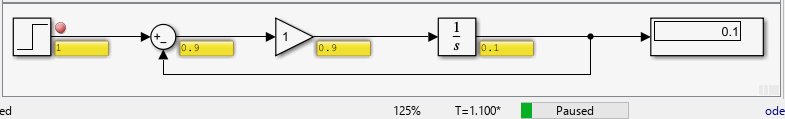 1 +_ 0.9 1 0.9 1/s 0.1 0.1
ed 125% T=1.100* Paused ode